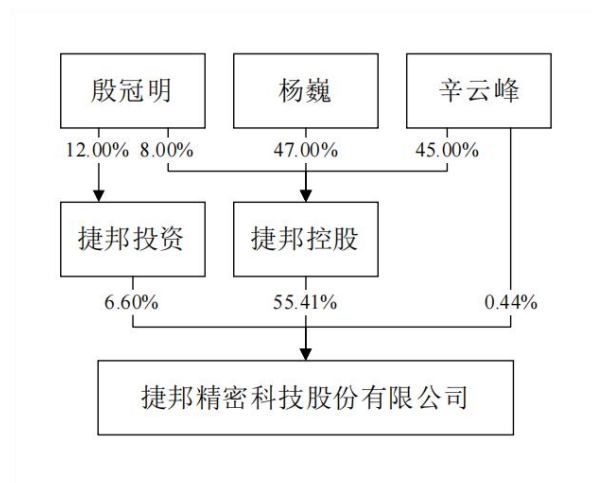 殷冠明
杨巍
辛云峰
12.00%
8.00%
47.00%
45.00%
捷邦投资
捷邦控股
6.60%
55.41%
0.44%
捷邦精密科技股份有限公司